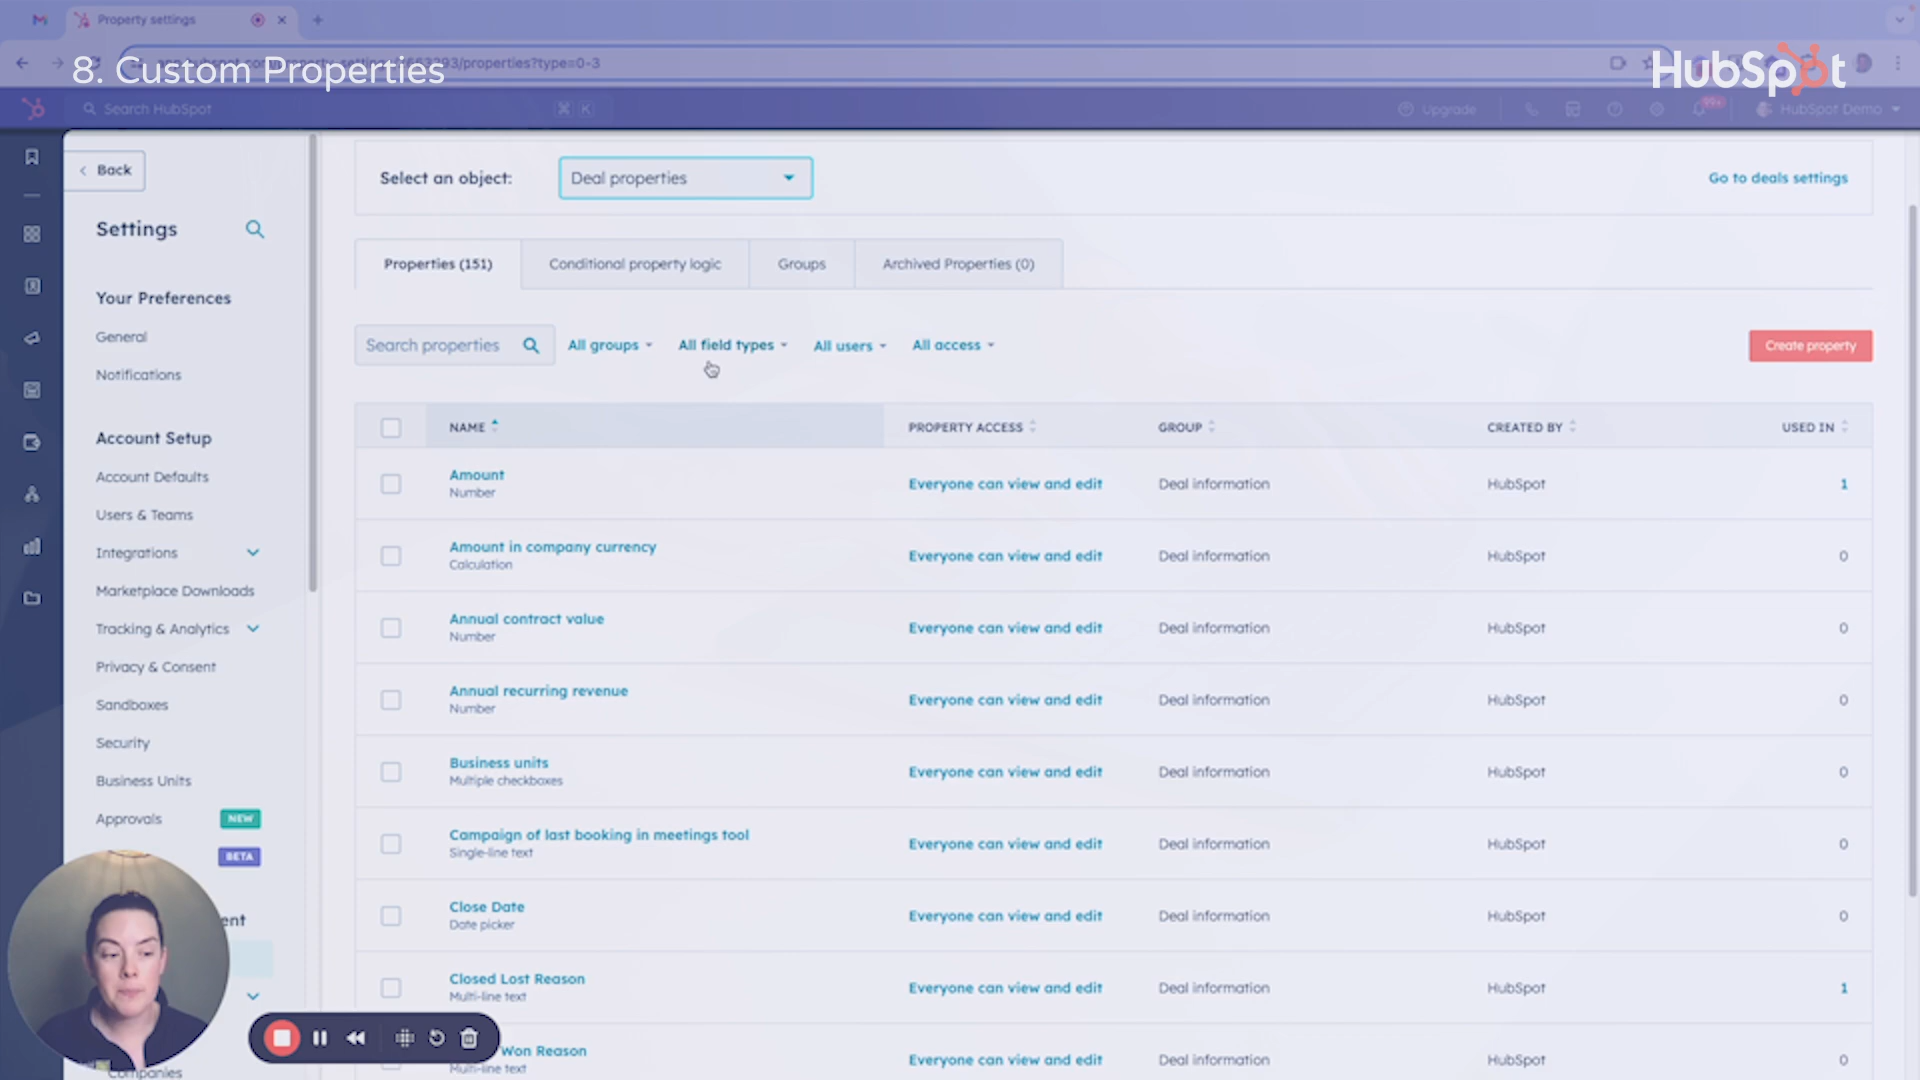 Property settings
8. Custom Properties
/properties?type=0-3
HubSpot
Search HubSpot
⌘ K
Upgrade
99+
HubSpot Demo
Back
Select an object:
Deal properties
Go to deals settings
Settings
Properties (151)
Conditional property logic
Groups
Archived Properties (0)
Your Preferences
General
Notifications
Search properties
All groups
All field types
All users
All access
Create property
Account Setup
Account Defaults
Users & Teams
Integrations
Marketplace Downloads
Tracking & Analytics
Privacy & Consent
Sandboxes
Security
Business Units
Approvals
NEW
BETA
Companies
NAME PROPERTY ACCESS GROUP CREATED BY USED IN
Amount Everyone can view and edit Deal information HubSpot 1
Number
Amount in company currency Everyone can view and edit Deal information HubSpot 0
Calculation
Annual contract value Everyone can view and edit Deal information HubSpot 0
Number
Annual recurring revenue Everyone can view and edit Deal information HubSpot 0
Number
Business units Everyone can view and edit Deal information HubSpot 0
Multiple checkboxes
Campaign of last booking in meetings tool Everyone can view and edit Deal information HubSpot 0
Single-line text
Close Date Everyone can view and edit Deal information HubSpot 0
Date picker
Closed Lost Reason Everyone can view and edit Deal information HubSpot 1
Multi-line text
Won Reason Everyone can view and edit Deal information HubSpot 0
Multi-line text